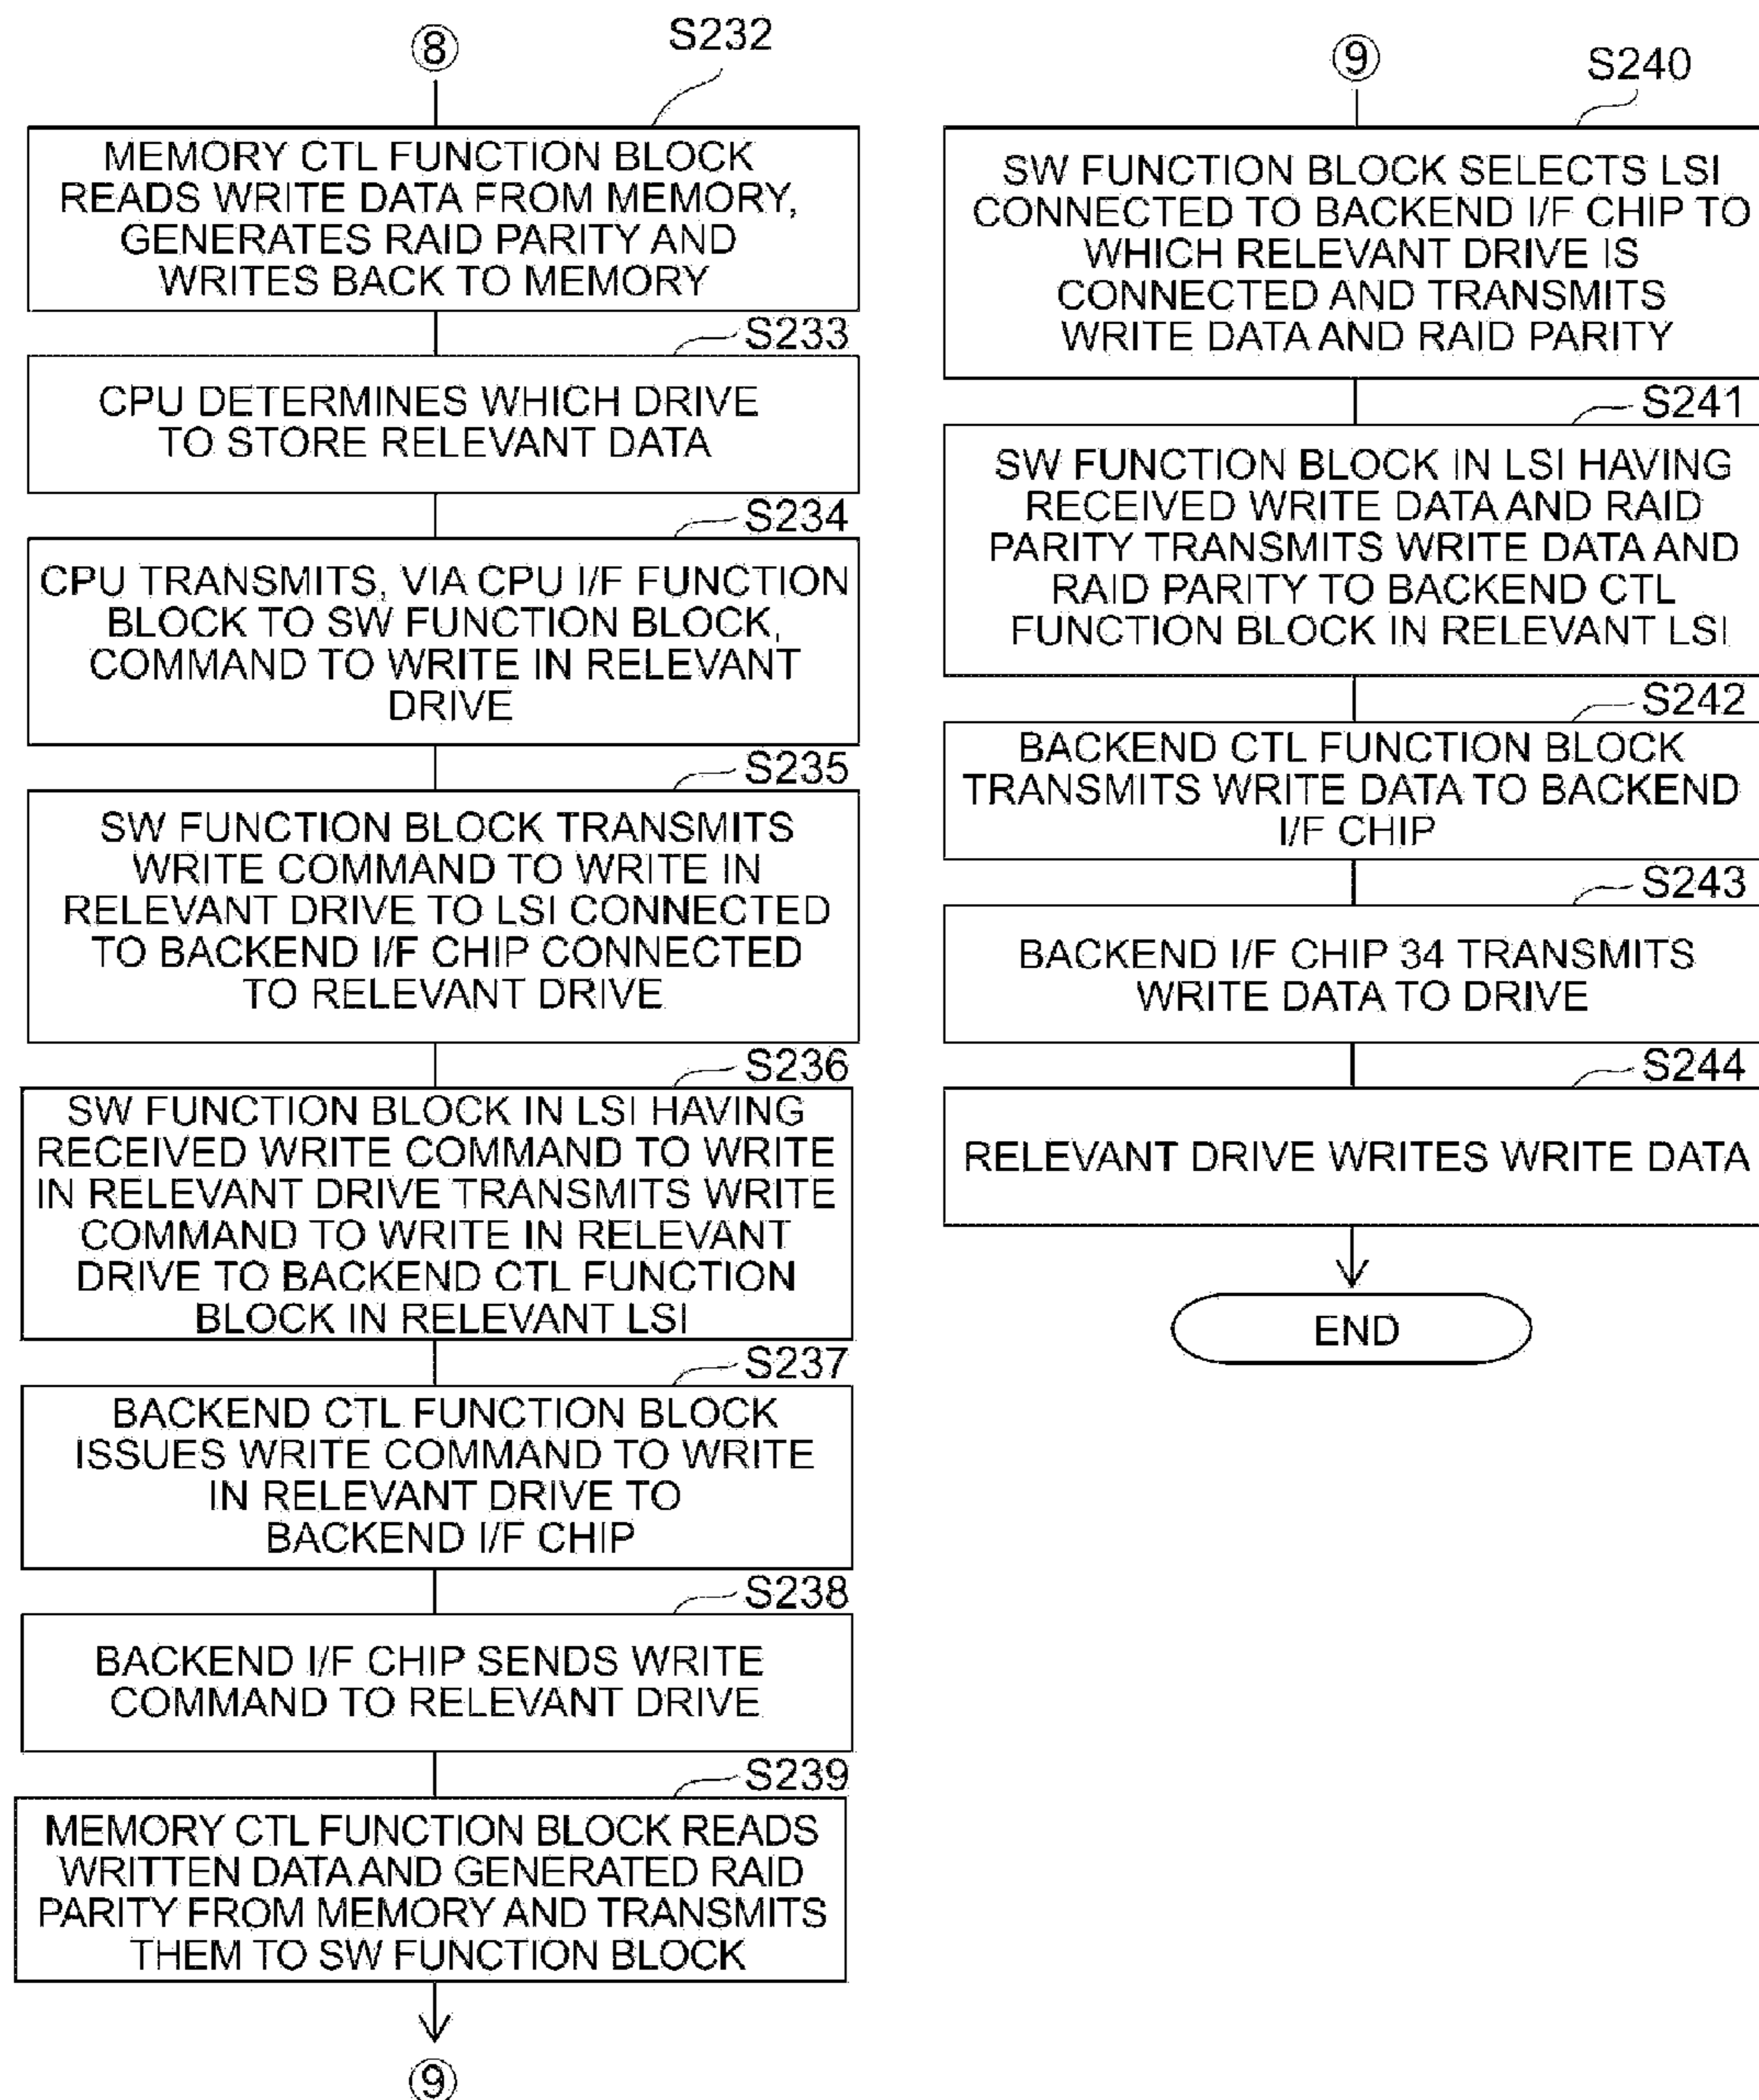 ⑧
S232
MEMORY CTL FUNCTION BLOCK
READS WRITE DATA FROM MEMORY,
GENERATES RAID PARITY AND
WRITES BACK TO MEMORY
S233
CPU DETERMINES WHICH DRIVE
TO STORE RELEVANT DATA
S234
CPU TRANSMITS, VIA CPU I/F FUNCTION
BLOCK TO SW FUNCTION BLOCK,
COMMAND TO WRITE IN RELEVANT
DRIVE
S235
SW FUNCTION BLOCK TRANSMITS
WRITE COMMAND TO WRITE IN
RELEVANT DRIVE TO LSI CONNECTED
TO BACKEND I/F CHIP CONNECTED
TO RELEVANT DRIVE
S236
SW FUNCTION BLOCK IN LSI HAVING
RECEIVED WRITE COMMAND TO WRITE
IN RELEVANT DRIVE TRANSMITS WRITE
COMMAND TO WRITE IN RELEVANT
DRIVE TO BACKEND CTL FUNCTION
BLOCK IN RELEVANT LSI
S237
BACKEND CTL FUNCTION BLOCK
ISSUES WRITE COMMAND TO WRITE
IN RELEVANT DRIVE TO
BACKEND I/F CHIP
S238
BACKEND I/F CHIP SENDS WRITE
COMMAND TO RELEVANT DRIVE
S239
MEMORY CTL FUNCTION BLOCK READS
WRITTEN DATA AND GENERATED RAID
PARITY FROM MEMORY AND TRANSMITS
THEM TO SW FUNCTION BLOCK
⑨
⑨
S240
SW FUNCTION BLOCK SELECTS LSI
CONNECTED TO BACKEND I/F CHIP TO
WHICH RELEVANT DRIVE IS
CONNECTED AND TRANSMITS
WRITE DATA AND RAID PARITY
S241
SW FUNCTION BLOCK IN LSI HAVING
RECEIVED WRITE DATA AND RAID
PARITY TRANSMITS WRITE DATA AND
RAID PARITY TO BACKEND CTL
FUNCTION BLOCK IN RELEVANT LSI
S242
BACKEND CTL FUNCTION BLOCK
TRANSMITS WRITE DATA TO BACKEND
I/F CHIP
S243
BACKEND I/F CHIP 34 TRANSMITS
WRITE DATA TO DRIVE
S244
RELEVANT DRIVE WRITES WRITE DATA
END